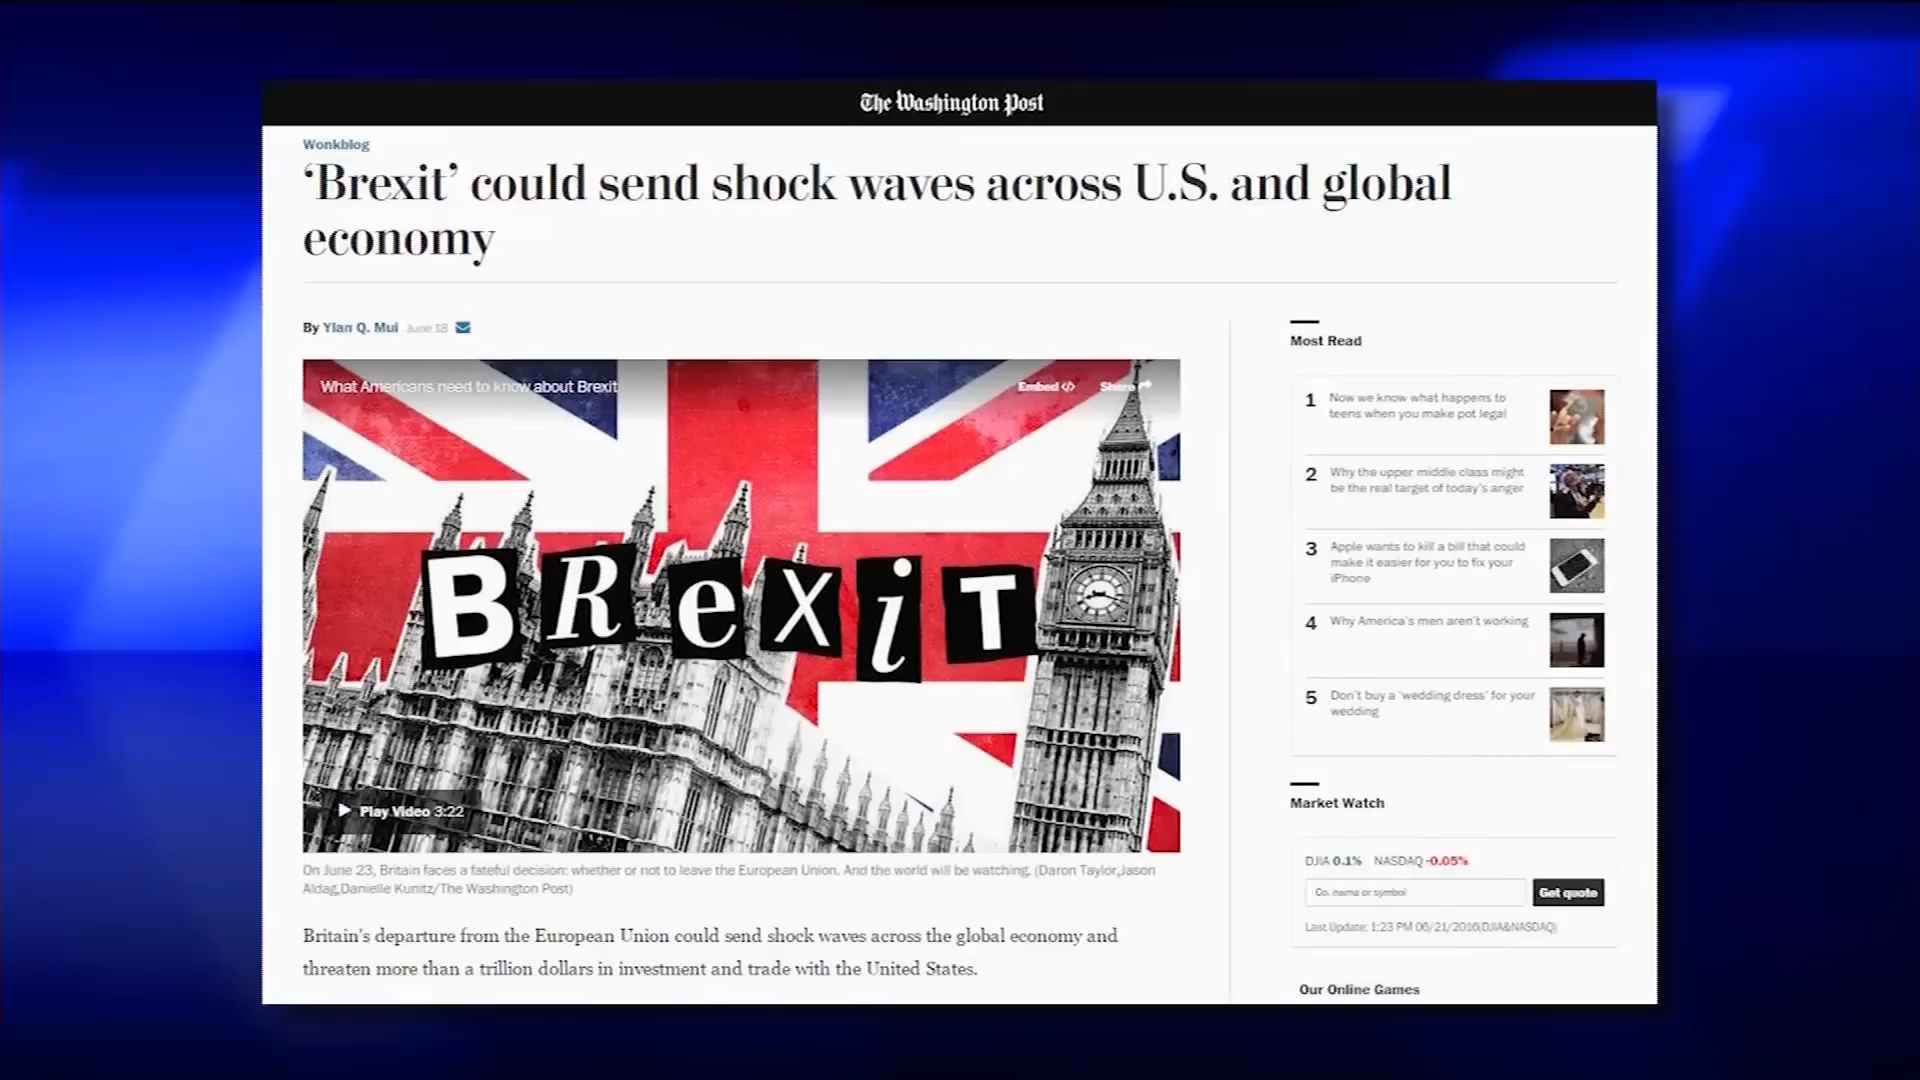 The Washington Post
Wonkblog
‘Brexit’ could send shock waves across U.S. and global
economy
By Ylan Q. Mui June 18
What Americans need to know about Brexit
Embed </> Share
BRexiT
Play Video 3:22
On June 23, Britain faces a fateful decision: whether or not to leave the European Union. And the world will be watching. (Daron Taylor,Jason
Aldag,Danielle Kunitz/The Washington Post)
Britain’s departure from the European Union could send shock waves across the global economy and
threaten more than a trillion dollars in investment and trade with the United States.
Most Read
1 Now we know what happens to
teens when you make pot legal
2 Why the upper middle class might
be the real target of today’s anger
3 Apple wants to kill a bill that could
make it easier for you to fix your
iPhone
4 Why America’s men aren’t working
5 Don’t buy a ‘wedding dress’ for your
wedding
Market Watch
DJIA 0.1% NASDAQ -0.05%
Co. name or symbol Get quote
Last Update: 1:23 PM 06/21/2016(DJIA&NASDAQ)
Our Online Games